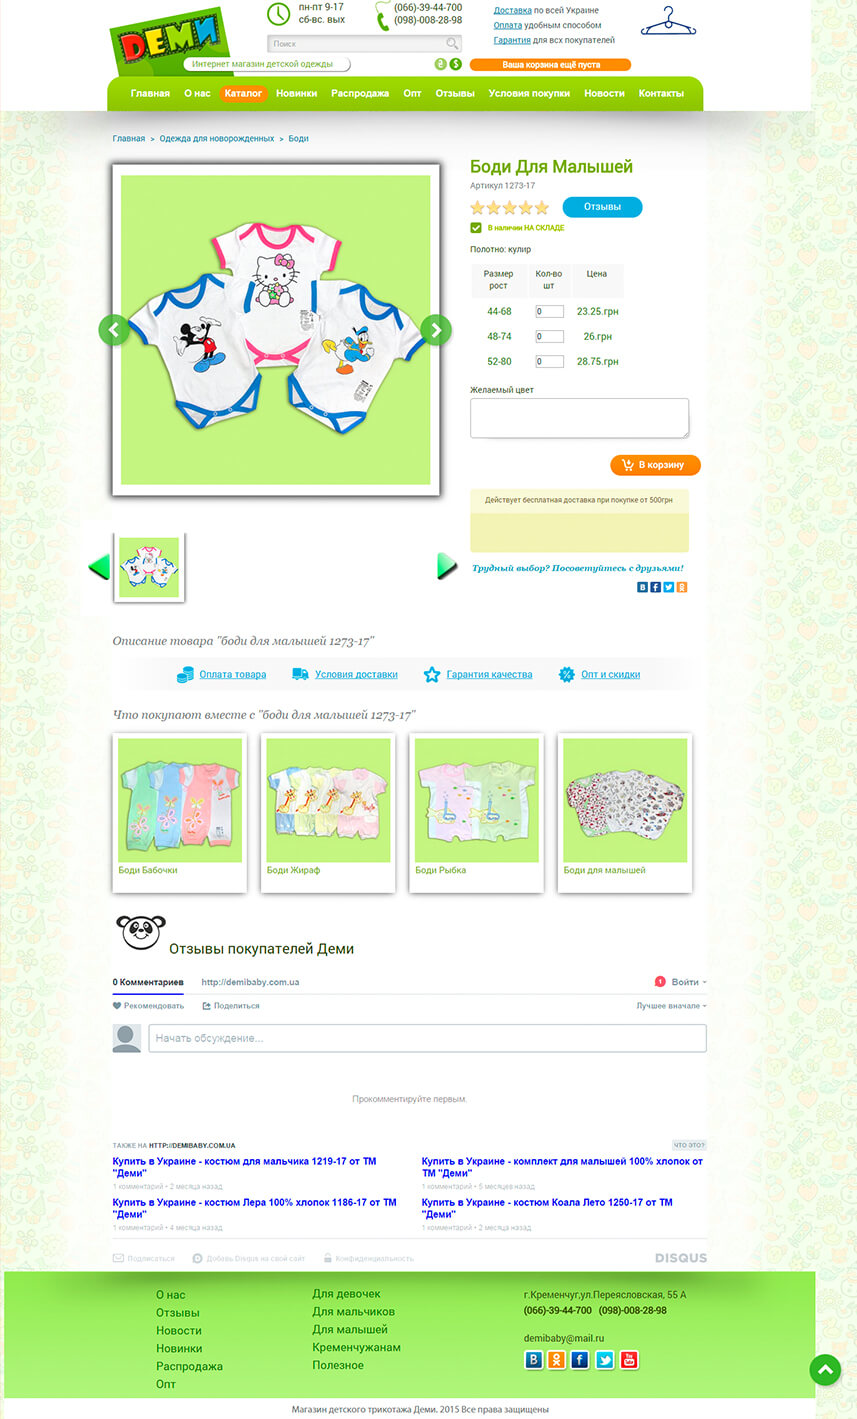 ДЕМИ
Интернет магазин детской одежды
пн-пт 9-17
сб-вс. вых
(066)-39-44-700
(098)-008-28-98
Доставка по всей Украине
Оплата удобным способом
Гарантия для всх покупателей
Поиск
₴ $
Ваша корзина ещё пуста
Главная О нас Каталог Новинки Распродажа Опт Отзывы Условия покупки Новости Контакты
Главная > Одежда для новорожденных > Боди
Боди Для Малышей
Артикул 1273-17
Отзывы
В наличии НА СКЛАДЕ
Полотно: кулир
Размер рост Кол-во шт Цена
44-68 0 23.25.грн
48-74 0 26.грн
52-80 0 28.75.грн
Желаемый цвет
В корзину
Действует бесплатная доставка при покупке от 500грн
Трудный выбор? Посоветуйтесь с друзьями!
Описание товара "боди для малышей 1273-17"
Оплата товара Условия доставки Гарантия качества Опт и скидки
Что покупают вместе с "боди для малышей 1273-17"
Боди Бабочки
Боди Жираф
Боди Рыбка
Боди для малышей
Отзывы покупателей Деми
0 Комментариев http://demibaby.com.ua 1 Войти
Рекомендовать Поделиться Лучшее вначале
Начать обсуждение...
Прокомментируйте первым.
ТАКЖЕ НА HTTP://DEMIBABY.COM.UA ЧТО ЭТО?
Купить в Украине - костюм для мальчика 1219-17 от ТМ
"Деми"
1 комментарий • 2 месяца назад
Купить в Украине - комплект для малышей 100% хлопок от
ТМ "Деми"
1 комментарий • 5 месяцев назад
Купить в Украине - костюм Лера 100% хлопок 1186-17 от ТМ
"Деми"
1 комментарий • 4 месяца назад
Купить в Украине - костюм Коала Лето 1250-17 от ТМ
"Деми"
1 комментарий • 2 месяца назад
Подписаться Добавь Disqus на свой сайт Конфиденциальность DISQUS
О нас
Отзывы
Новости
Новинки
Распродажа
Опт
Для девочек
Для мальчиков
Для малышей
Кременчужанам
Полезное
г.Кременчуг,ул.Переясловская, 55 А
(066)-39-44-700 (098)-008-28-98
demibaby@mail.ru
Магазин детского трикотажа Деми. 2015 Все права защищены